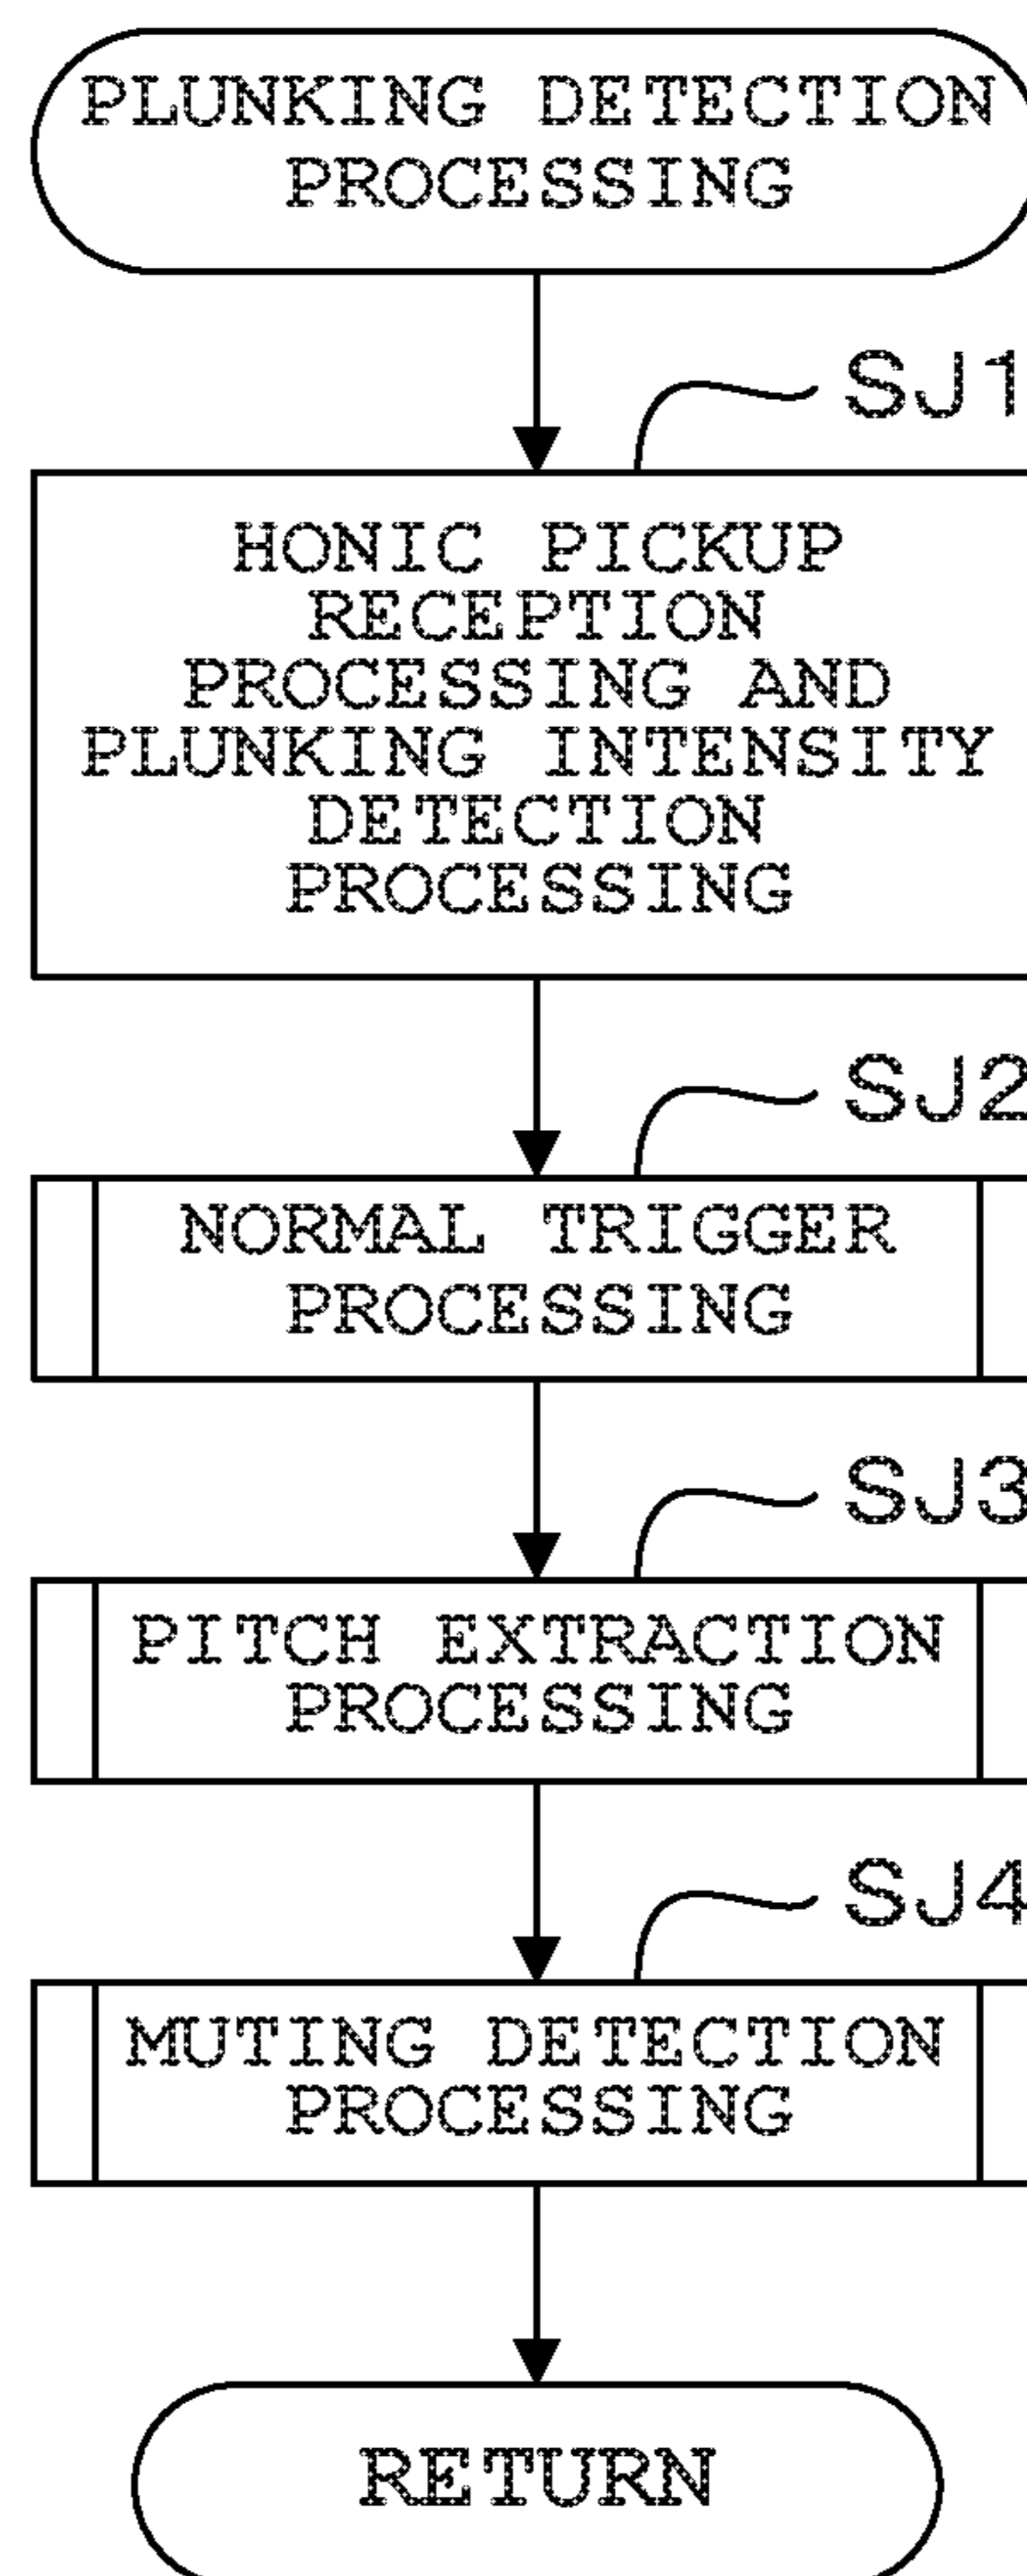 PLUNKING DETECTION
PROCESSING
SJ1
HONIC PICKUP
RECEPTION
PROCESSING AND
PLUNKING INTENSITY
DETECTION
PROCESSING
SJ2
NORMAL TRIGGER
PROCESSING
SJ3
PITCH EXTRACTION
PROCESSING
SJ4
MUTING DETECTION
PROCESSING
RETURN